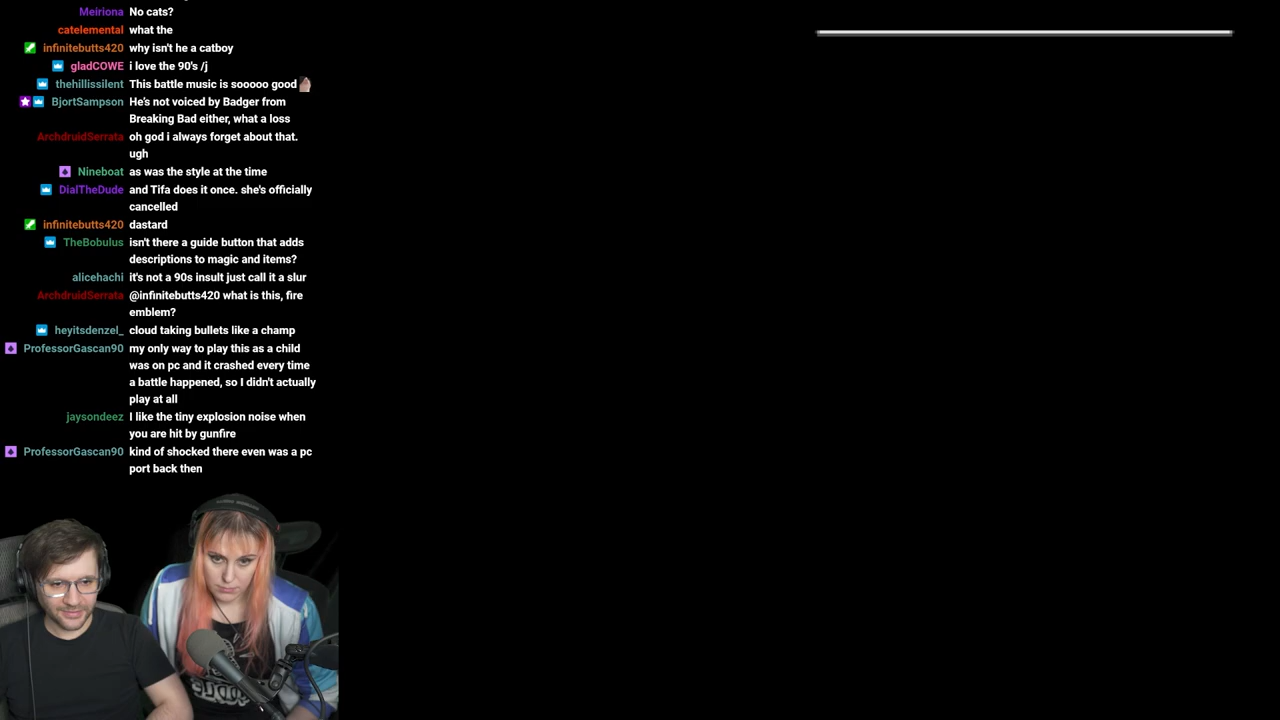 Meiriona No cats?
catelemental what the
infinitebutts420 why isn't he a catboy
gladCOWE i love the 90's /j
thehillissilent This battle music is sooooo good
BjortSampson He's not voiced by Badger from
Breaking Bad either, what a loss
ArchdruidSerrata oh god i always forget about that.
ugh
Nineboat as was the style at the time
DialTheDude and Tifa does it once. she's officially
cancelled
infinitebutts420 dastard
TheBobulus isn't there a guide button that adds
descriptions to magic and items?
alicehachi it's not a 90s insult just call it a slur
ArchdruidSerrata @infinitebutts420 what is this, fire
emblem?
heyitsdenzel_ cloud taking bullets like a champ
ProfessorGascan90 my only way to play this as a child
was on pc and it crashed every time
a battle happened, so I didn't actually
play at all
jaysondeez I like the tiny explosion noise when
you are hit by gunfire
ProfessorGascan90 kind of shocked there even was a pc
port back then